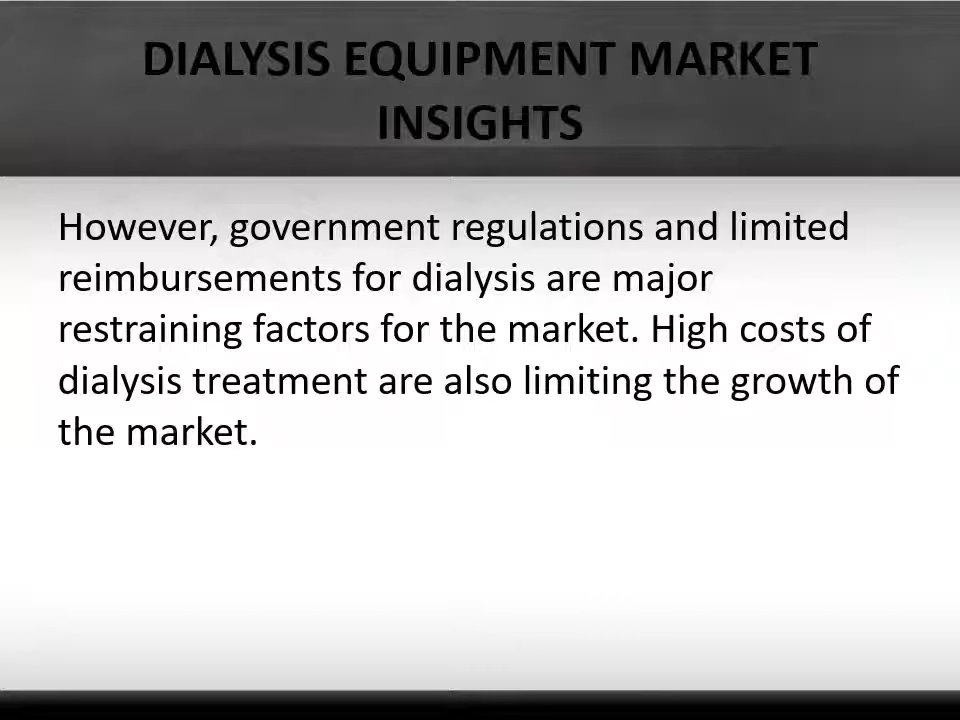 DIALYSIS EQUIPMENT MARKET
INSIGHTS
However, government regulations and limited
reimbursements for dialysis are major
restraining factors for the market. High costs of
dialysis treatment are also limiting the growth of
the market.